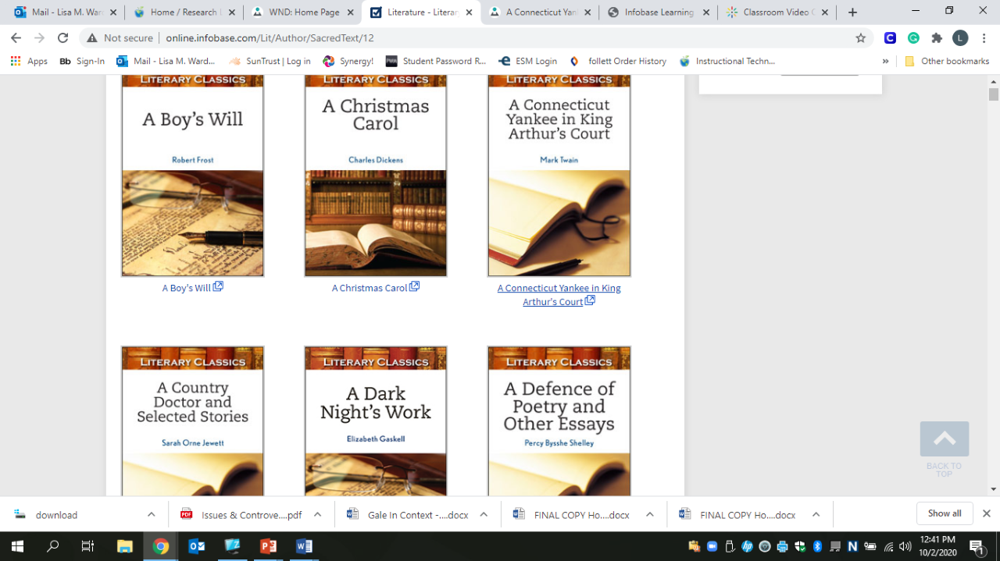 Mail - Lisa M. War
Home / Research
WND: Home Page
Literature - Literar
A Connecticut Yan
Infobase Learning
Classroom Video
Not secure | online.infobase.com/Lit/Author/SacredText/12
Apps
Bb Sign-In
Mail - Lisa M. Ward...
SunTrust | Log in
Synergy!
Student Password R...
ESM Login
follett Order History
Instructional Techn...
»
Other bookmarks
LITERARY CLASSICS
A Boy's Will
Robert Frost
A Boy's Will
LITERARY CLASSICS
A Christmas
Carol
Charles Dickens
A Christmas Carol
LITERARY CLASSICS
A Connecticut
Yankee in King
Arthur's Court
Mark Twain
A Connecticut Yankee in King
Arthur's Court
LITERARY CLASSICS
A Country
Doctor and
Selected Stories
Sarah Orne Jewett
LITERARY CLASSICS
A Dark
Night's Work
Elizabeth Gaskell
LITERARY CLASSICS
A Defence of
Poetry and
Other Essays
Percy Bysshe Shelley
BACK TO
TOP
download
Issues & Controve....pdf
Gale In Context -....docx
FINAL COPY Ho....docx
FINAL COPY Ho....docx
Show all
12:41 PM
10/2/2020